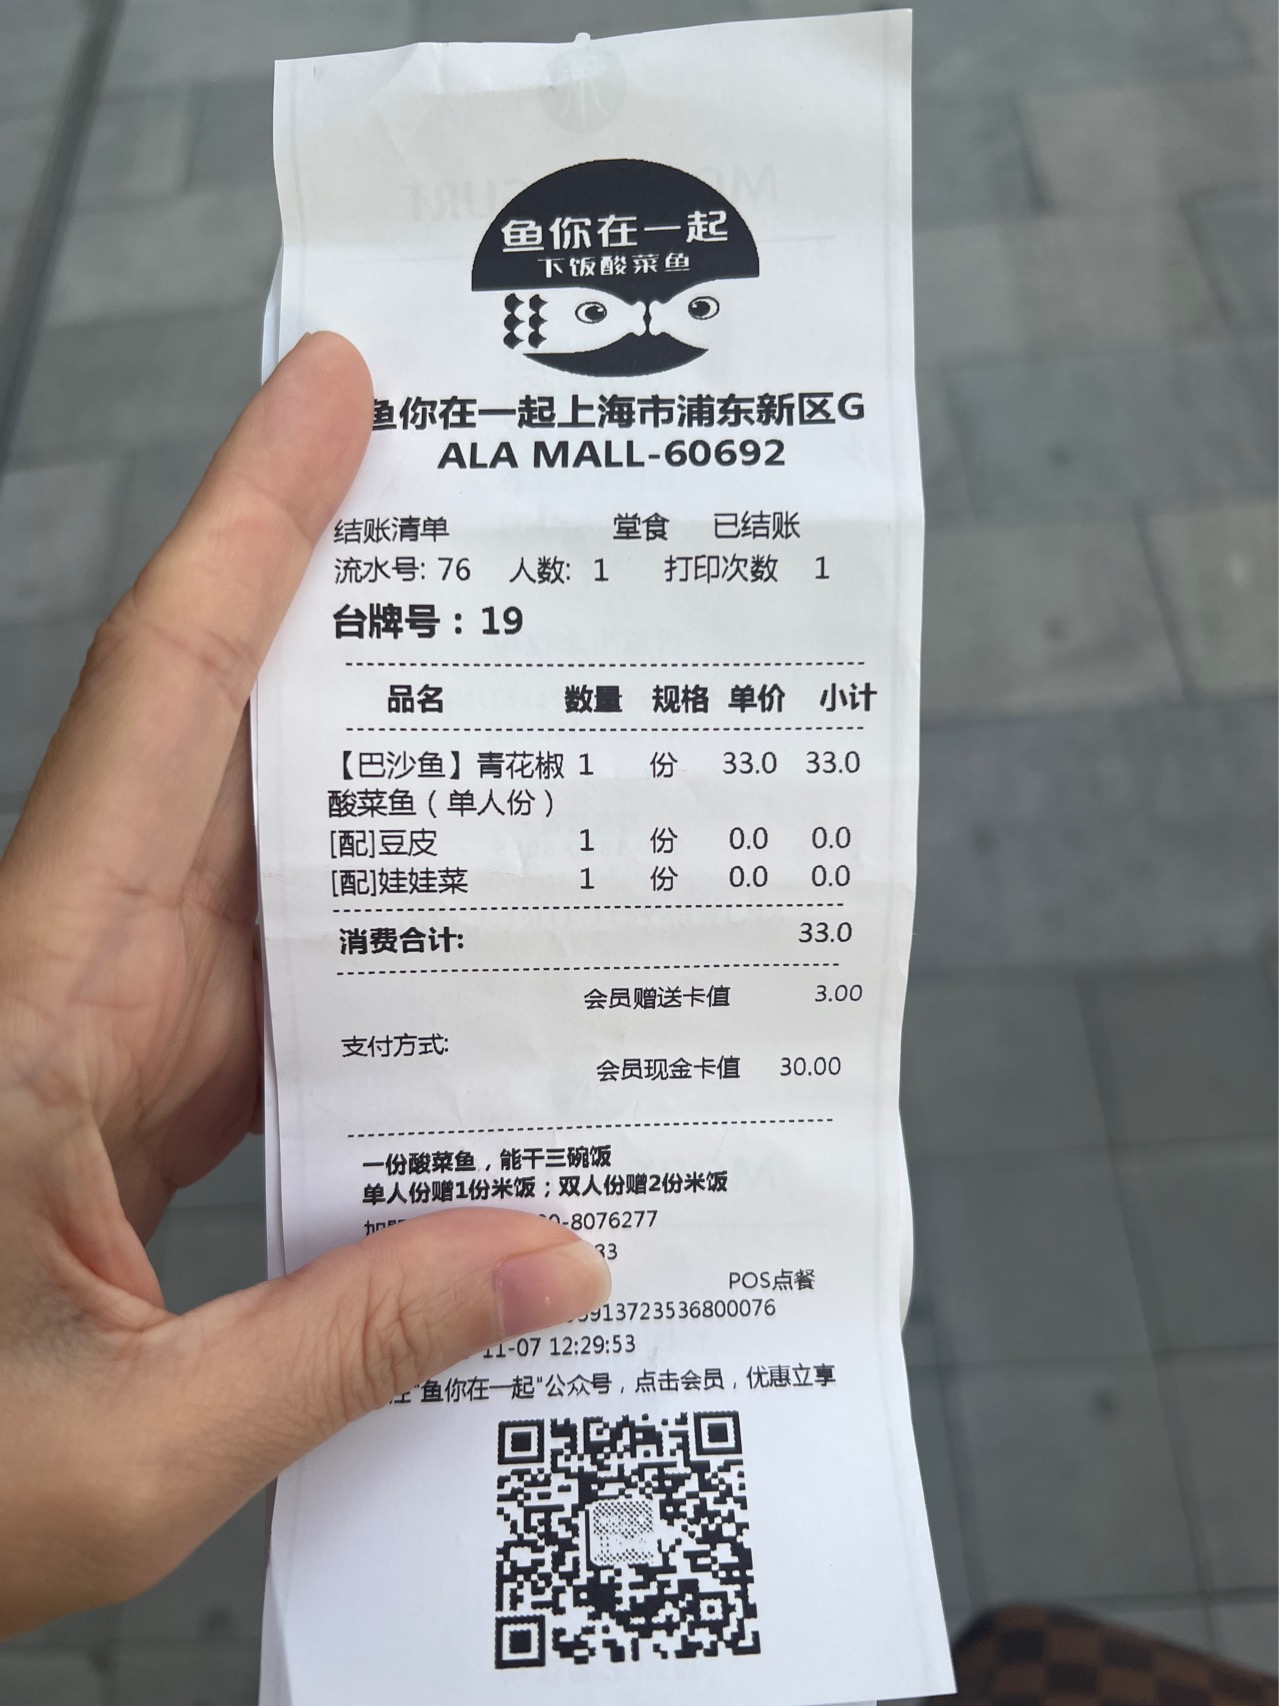 鱼你在一起
下饭酸菜鱼
鱼你在一起上海市浦东新区G
ALA MALL-60692
结账清单 堂食 已结账
流水号: 76 人数: 1 打印次数 1
台牌号：19
品名 数量 规格 单价 小计
【巴沙鱼】青花椒 1 份 33.0 33.0
酸菜鱼（单人份）
[配]豆皮 1 份 0.0 0.0
[配]娃娃菜 1 份 0.0 0.0
消费合计: 33.0
会员赠送卡值 3.00
支付方式:
会员现金卡值 30.00
一份酸菜鱼，能干三碗饭
单人份赠1份米饭；双人份赠2份米饭
0-8076277
33
POS点餐
913723536800076
11-07 12:29:53
"鱼你在一起"公众号，点击会员，优惠立享